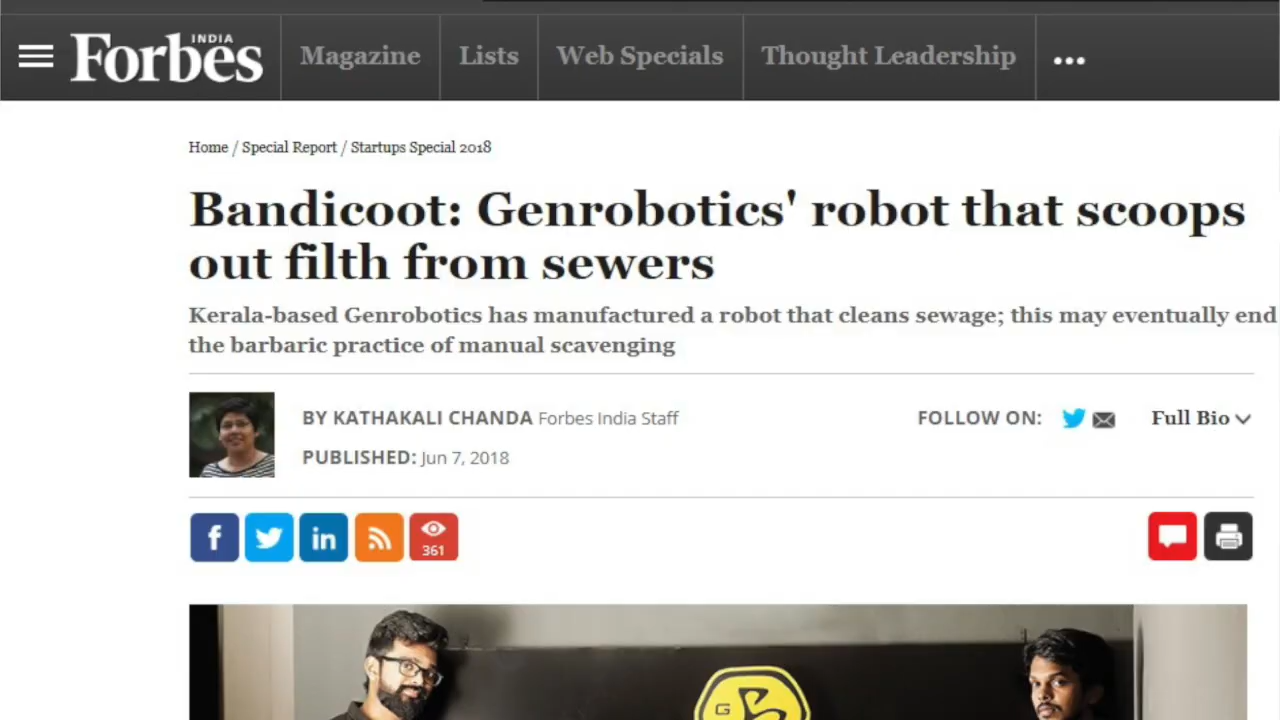 Forbes
INDIA
Magazine
Lists
Web Specials
Thought Leadership
Home / Special Report / Startups Special 2018
Bandicoot: Genrobotics' robot that scoops
out filth from sewers
Kerala-based Genrobotics has manufactured a robot that cleans sewage; this may eventually end
the barbaric practice of manual scavenging
BY KATHAKALI CHANDA Forbes India Staff
FOLLOW ON:
Full Bio
PUBLISHED: Jun 7, 2018
f
in
361
G